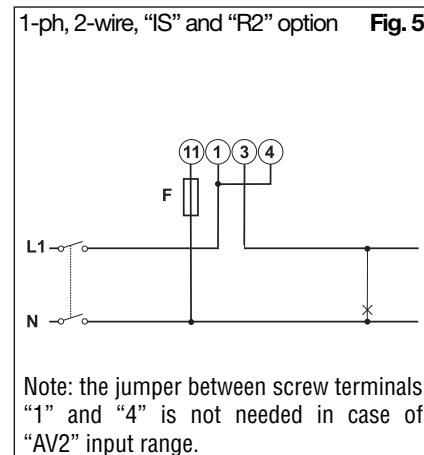 1-ph, 2-wire, “IS” and “R2” option Fig. 5
11 1 3 4
F
L1
N
Note: the jumper between screw terminals
“1” and “4” is not needed in case of
“AV2” input range.